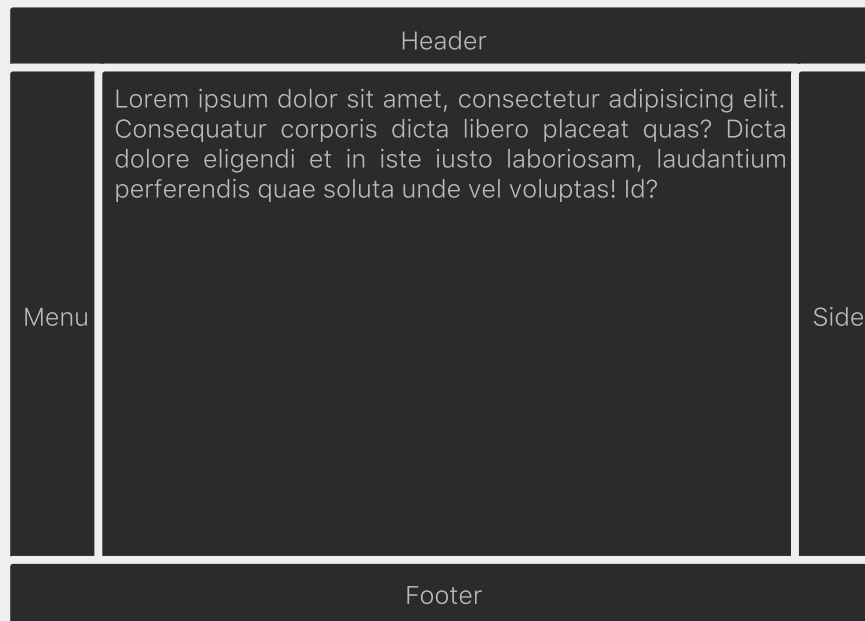 Header
Lorem ipsum dolor sit amet, consectetur adipisicing elit.
Consequatur corporis dicta libero placeat quas? Dicta
dolore eligendi et in iste iusto laboriosam, laudantium
perferendis quae soluta unde vel voluptas! Id?
Menu
Side
Footer